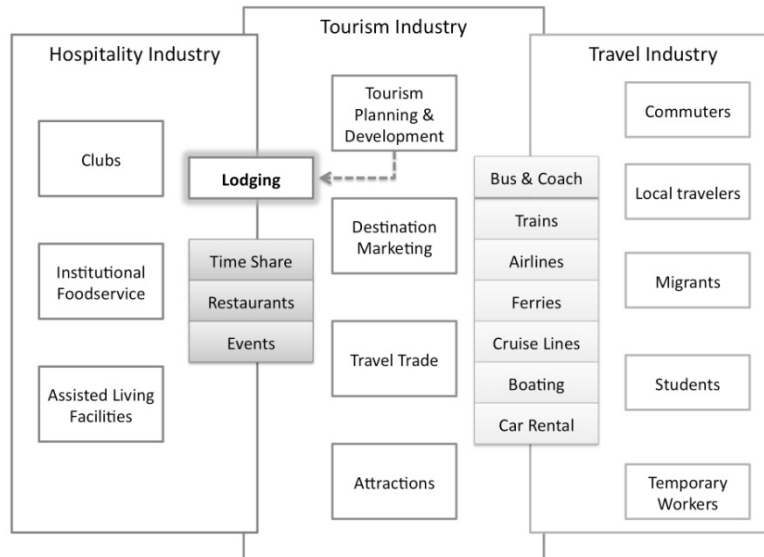 Tourism Industry
Hospitality Industry
Travel Industry
Clubs
Institutional
Foodservice
Assisted Living
Facilities
Lodging
Time Share
Restaurants
Events
Tourism
Planning &
Development
Destination
Marketing
Travel Trade
Attractions
Bus & Coach
Trains
Airlines
Ferries
Cruise Lines
Boating
Car Rental
Commuters
Local travelers
Migrants
Students
Temporary
Workers